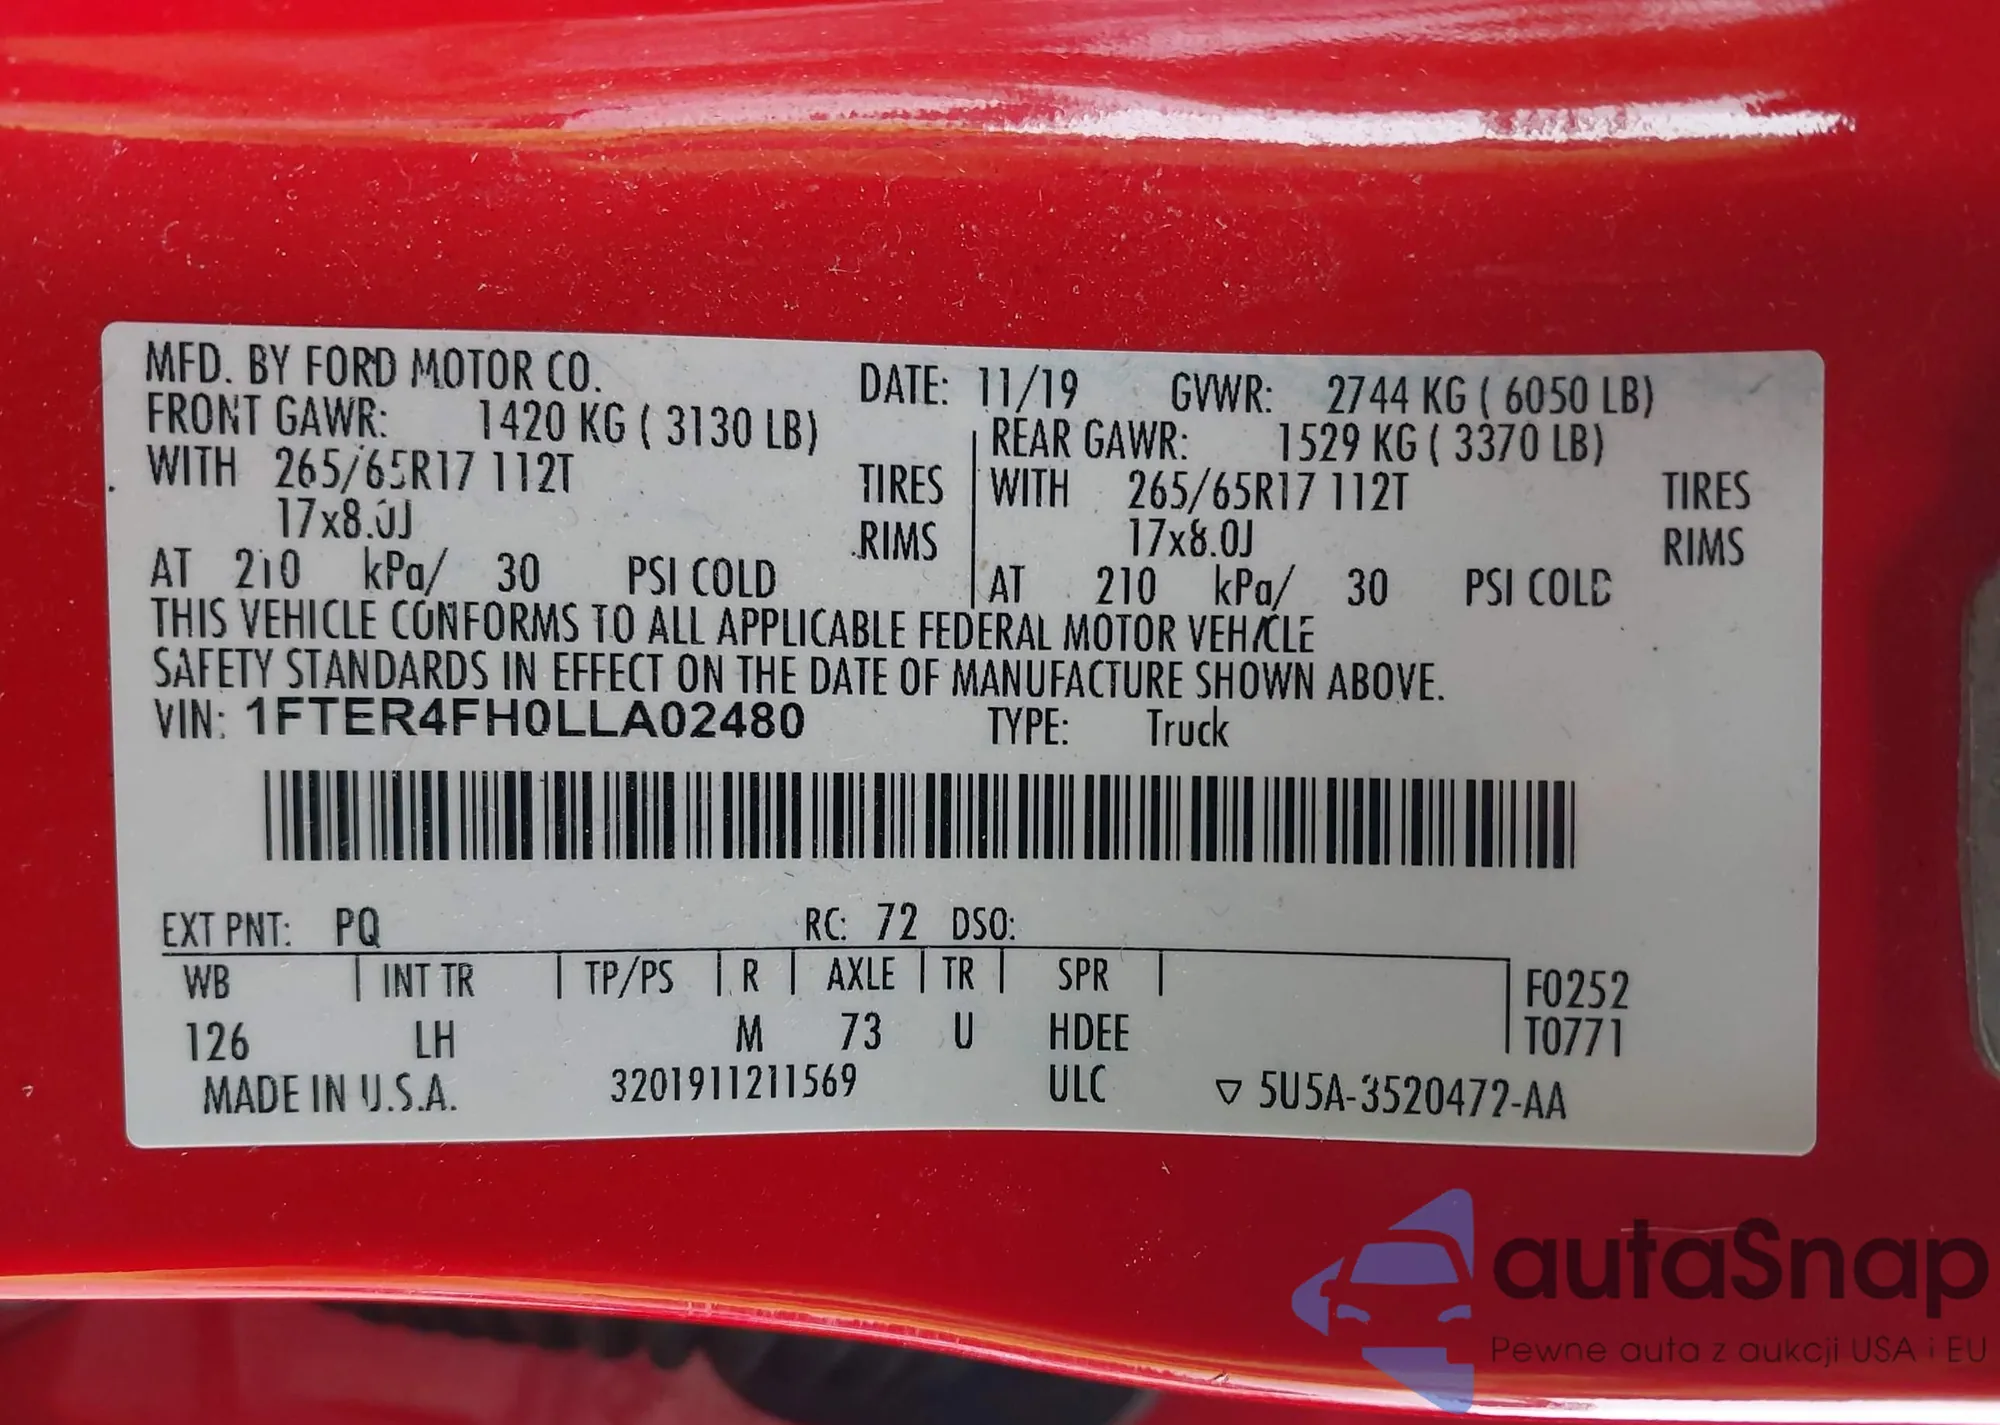 MFD. BY FORD MOTOR CO. DATE: 11/19 GVWR: 2744 KG ( 6050 LB)
FRONT GAWR: 1420 KG ( 3130 LB) REAR GAWR: 1529 KG ( 3370 LB)
WITH 265/65R17 112T TIRES WITH 265/65R17 112T TIRES
17x8.0J RIMS 17x8.0J RIMS
AT 210 kPa/ 30 PSI COLD AT 210 kPa/ 30 PSI COLD
THIS VEHICLE CONFORMS TO ALL APPLICABLE FEDERAL MOTOR VEHICLE
SAFETY STANDARDS IN EFFECT ON THE DATE OF MANUFACTURE SHOWN ABOVE.
VIN: 1FTER4FH0LLA02480 TYPE: Truck
EXT PNT: PQ RC: 72 DSO:
WB | INT TR | TP/PS | R | AXLE | TR | SPR | F0252
126 LH M 73 U HDEE T0771
MADE IN U.S.A. 3201911211569 ULC ▽ 5U5A-3520472-AA
autaSnap
Pewne auta z aukcji USA i EU